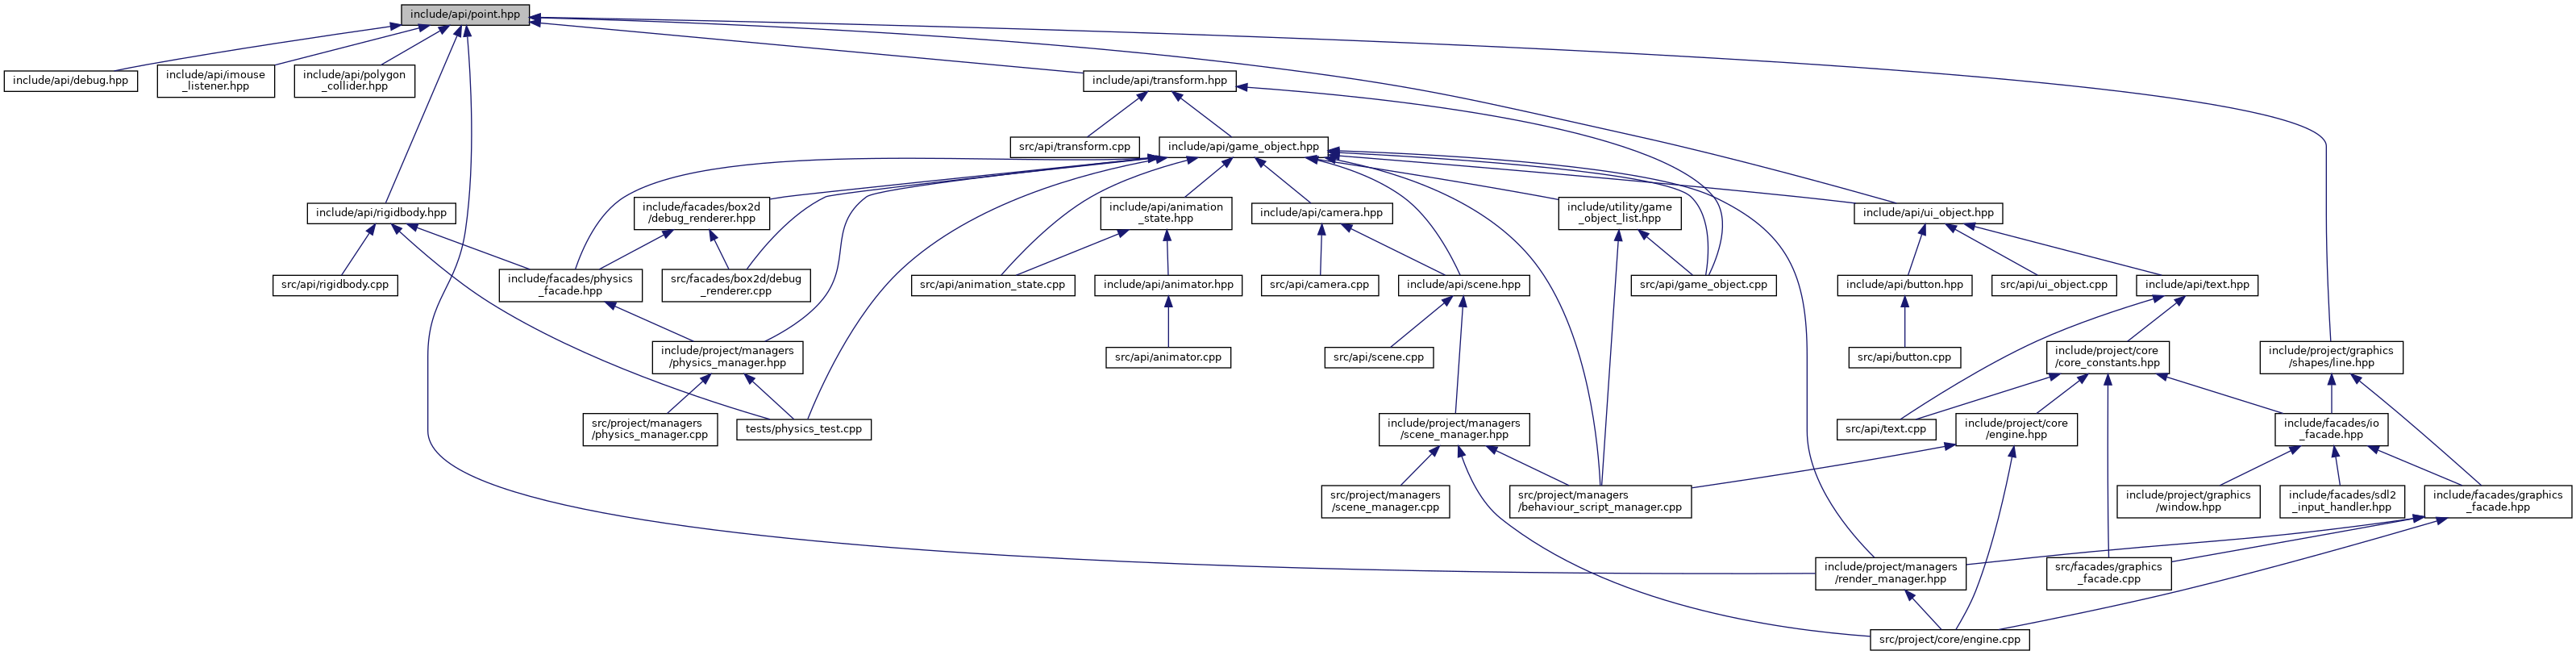 include/api/point.hpp
include/api/debug.hpp
include/api/imouse
_listener.hpp
include/api/polygon
_collider.hpp
include/api/transform.hpp
src/api/transform.cpp
include/api/game_object.hpp
include/api/rigidbody.hpp
include/facades/box2d
/debug_renderer.hpp
include/api/animation
_state.hpp
include/api/camera.hpp
include/utility/game
_object_list.hpp
include/api/ui_object.hpp
src/api/rigidbody.cpp
include/facades/physics
_facade.hpp
src/facades/box2d/debug
_renderer.cpp
src/api/animation_state.cpp
include/api/animator.hpp
src/api/camera.cpp
include/api/scene.hpp
src/api/game_object.cpp
include/api/button.hpp
src/api/ui_object.cpp
include/api/text.hpp
include/project/managers
/physics_manager.hpp
src/api/animator.cpp
src/api/scene.cpp
src/api/button.cpp
include/project/core
/core_constants.hpp
include/project/graphics
/shapes/line.hpp
src/project/managers
/physics_manager.cpp
tests/physics_test.cpp
include/project/managers
/scene_manager.hpp
src/api/text.cpp
include/project/core
/engine.hpp
include/facades/io
_facade.hpp
src/project/managers
/scene_manager.cpp
src/project/managers
/behaviour_script_manager.cpp
include/project/graphics
/window.hpp
include/facades/sdl2
_input_handler.hpp
include/facades/graphics
_facade.hpp
include/project/managers
/render_manager.hpp
src/facades/graphics
_facade.cpp
src/project/core/engine.cpp